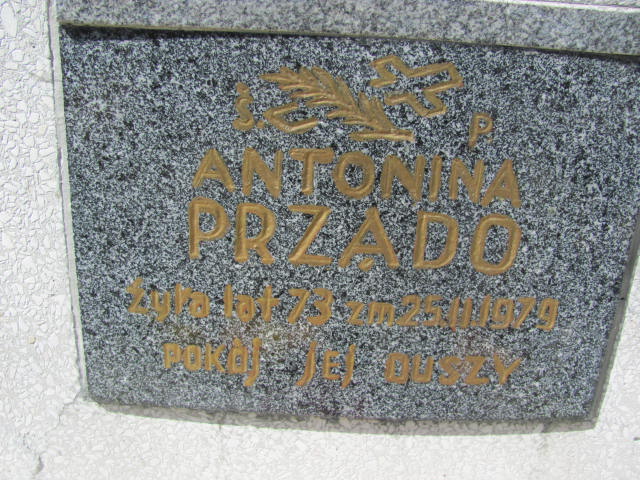 Ś. P.
ANTONINA
PRZĄDO
żyła lat 73 zm 25.II.1979
POKÓJ JEJ DUSZY